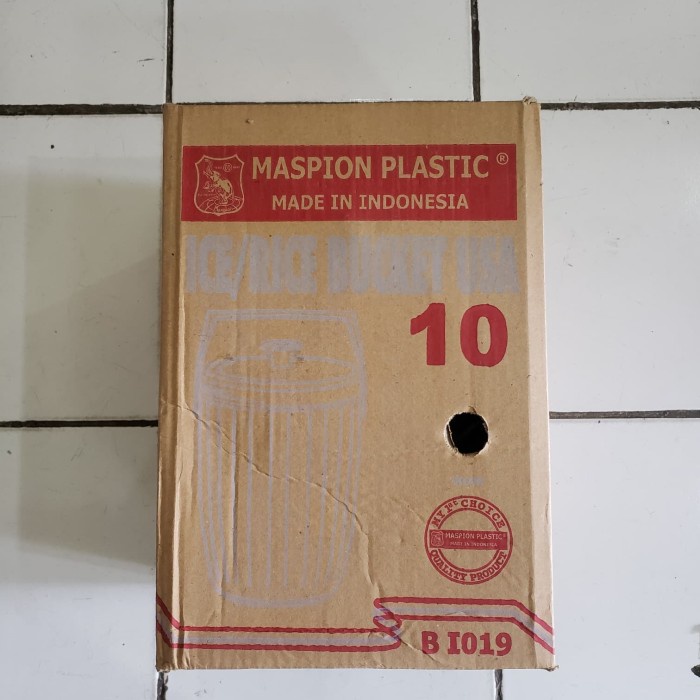 MASPION PLASTIC®
MADE IN INDONESIA
ICE/RICE BUCKET USA
10
MY 1ST CHOICE
MASPION PLASTIC®
MADE IN INDONESIA
QUALITY PRODUCT
B I019